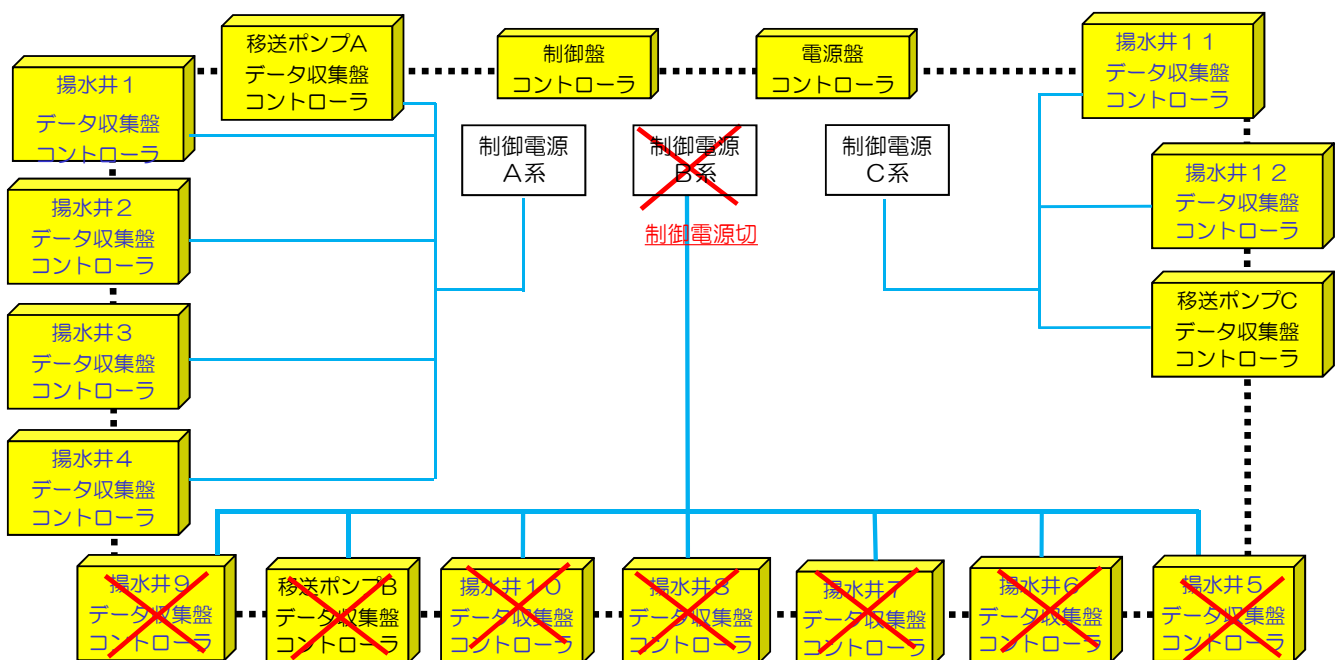 移送ポンプA
データ収集盤
コントローラ
制御盤
コントローラ
電源盤
コントローラ
揚水井11
データ収集盤
コントローラ
揚水井1
データ収集盤
コントローラ
制御電源
A系
制御電源
B系
制御電源
C系
制御電源切
揚水井12
データ収集盤
コントローラ
揚水井2
データ収集盤
コントローラ
移送ポンプC
データ収集盤
コントローラ
揚水井3
データ収集盤
コントローラ
揚水井4
データ収集盤
コントローラ
揚水井9
データ収集盤
コントローラ
移送ポンプB
データ収集盤
コントローラ
揚水井10
データ収集盤
コントローラ
揚水井8
データ収集盤
コントローラ
揚水井7
データ収集盤
コントローラ
揚水井6
データ収集盤
コントローラ
揚水井5
データ収集盤
コントローラ